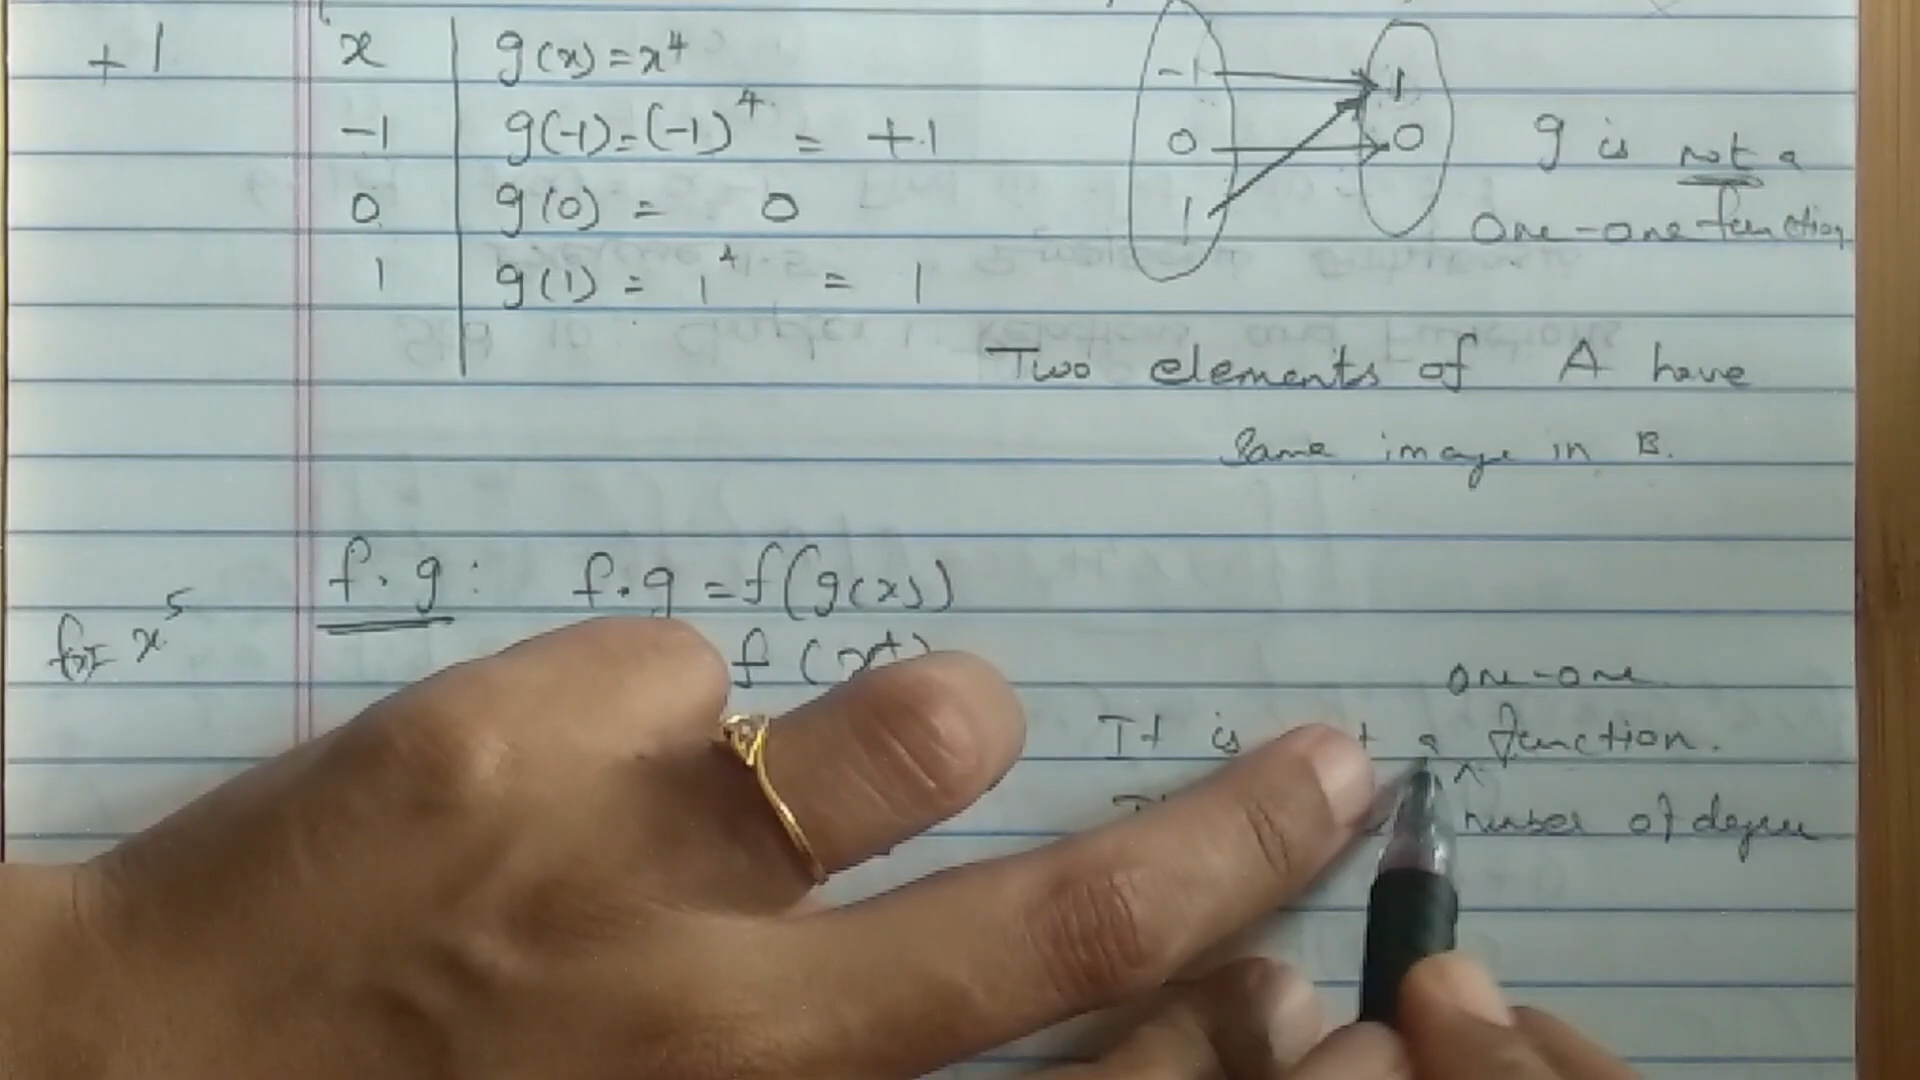 +1
x g(x)=x⁴
-1 g(-1)=(-1)⁴ = +1
0 g(0) = 0
1 g(1) = 1⁴ = 1
-1 1
0 0
1
g is not a
one-one function
Two elements of A have
same image in B.
f.g: f.g = f(g(x))
f(x)= x⁵
f(x⁴)
one-one
It is a ^ function.
number of degree